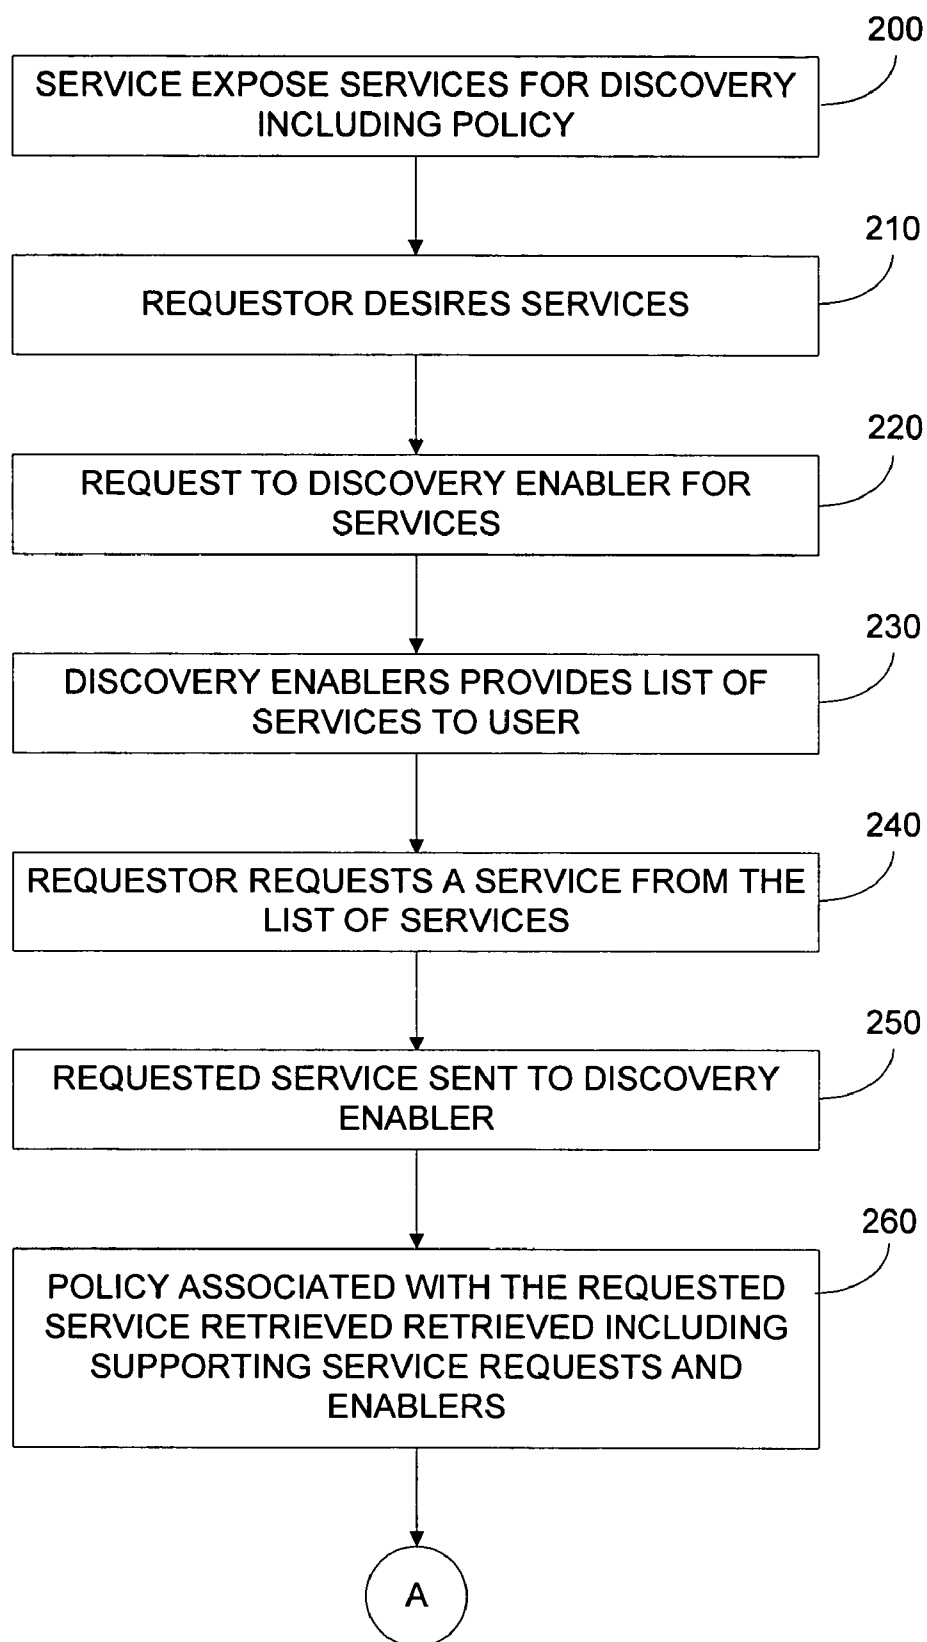 200
SERVICE EXPOSE SERVICES FOR DISCOVERY
INCLUDING POLICY
210
REQUESTOR DESIRES SERVICES
220
REQUEST TO DISCOVERY ENABLER FOR
SERVICES
230
DISCOVERY ENABLERS PROVIDES LIST OF
SERVICES TO USER
240
REQUESTOR REQUESTS A SERVICE FROM THE
LIST OF SERVICES
250
REQUESTED SERVICE SENT TO DISCOVERY
ENABLER
260
POLICY ASSOCIATED WITH THE REQUESTED
SERVICE RETRIEVED RETRIEVED INCLUDING
SUPPORTING SERVICE REQUESTS AND
ENABLERS
A